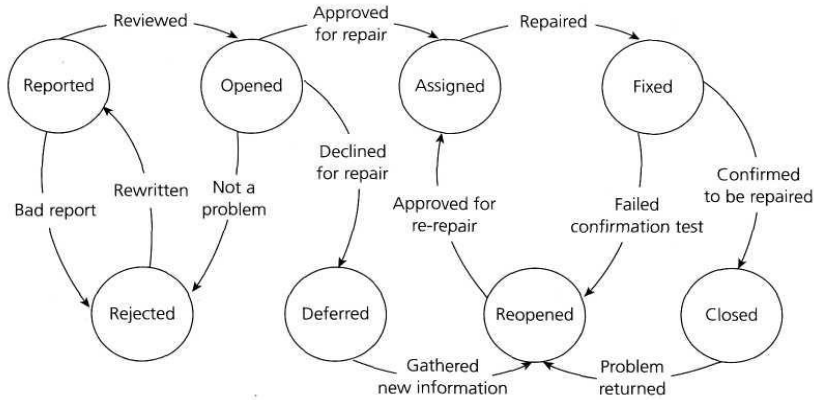 Reviewed
Approved
for repair
Repaired
Reported
Opened
Assigned
Fixed
Bad report
Rewritten
Not a
problem
Declined
for repair
Approved for
re-repair
Failed
confirmation test
Confirmed
to be repaired
Rejected
Deferred
Reopened
Closed
Gathered
new information
Problem
returned